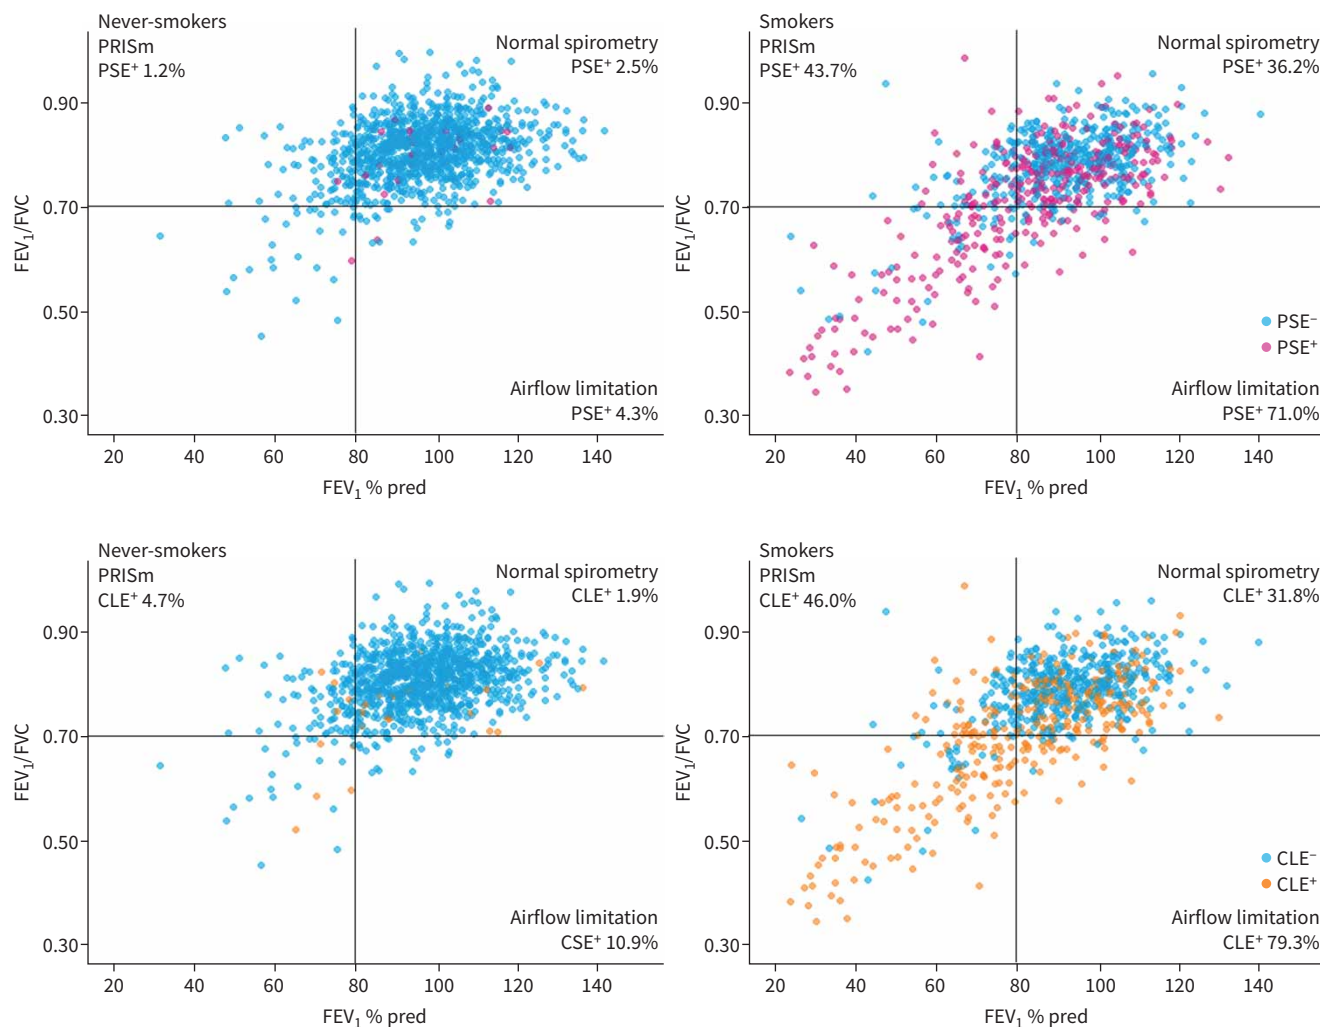 Never-smokers
PRISm
PSE⁺ 1.2%
Normal spirometry
PSE⁺ 2.5%
0.90
0.70
0.50
0.30
FEV₁/FVC
Airflow limitation
PSE⁺ 4.3%
20 40 60 80 100 120 140
FEV₁ % pred
Smokers
PRISm
PSE⁺ 43.7%
Normal spirometry
PSE⁺ 36.2%
0.90
0.70
0.50
0.30
FEV₁/FVC
PSE⁻
PSE⁺
Airflow limitation
PSE⁺ 71.0%
20 40 60 80 100 120 140
FEV₁ % pred
Never-smokers
PRISm
CLE⁺ 4.7%
Normal spirometry
CLE⁺ 1.9%
0.90
0.70
0.50
0.30
FEV₁/FVC
Airflow limitation
CSE⁺ 10.9%
20 40 60 80 100 120 140
FEV₁ % pred
Smokers
PRISm
CLE⁺ 46.0%
Normal spirometry
CLE⁺ 31.8%
0.90
0.70
0.50
0.30
FEV₁/FVC
CLE⁻
CLE⁺
Airflow limitation
CLE⁺ 79.3%
20 40 60 80 100 120 140
FEV₁ % pred